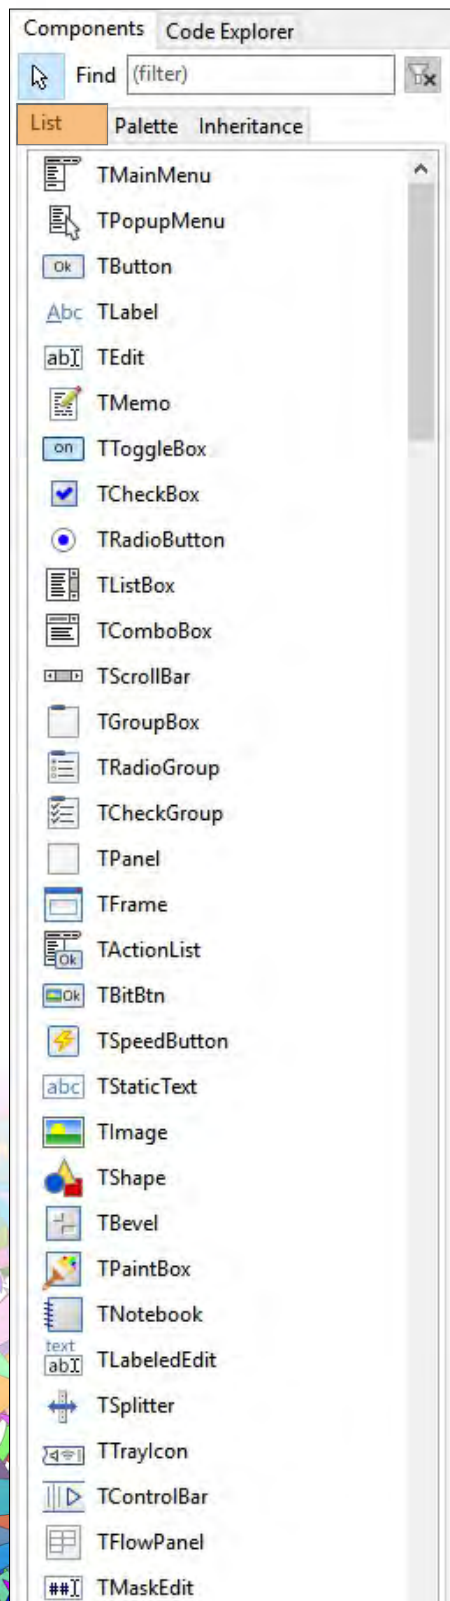 Components Code Explorer
Find (filter)
List Palette Inheritance
TMainMenu
TPopupMenu
Ok TButton
Abc TLabel
ab TEdit
TMemo
on TToggleBox
TCheckBox
TRadioButton
TListBox
TComboBox
TScrollBar
TGroupBox
TRadioGroup
TCheckGroup
TPanel
TFrame
Ok TActionList
Ok TBitBtn
TSpeedButton
abc TStaticText
TImage
TShape
TBevel
TPaintBox
TNotebook
text
ab TLabeledEdit
TSplitter
TTrayIcon
TControlBar
TFlowPanel
## TMaskEdit